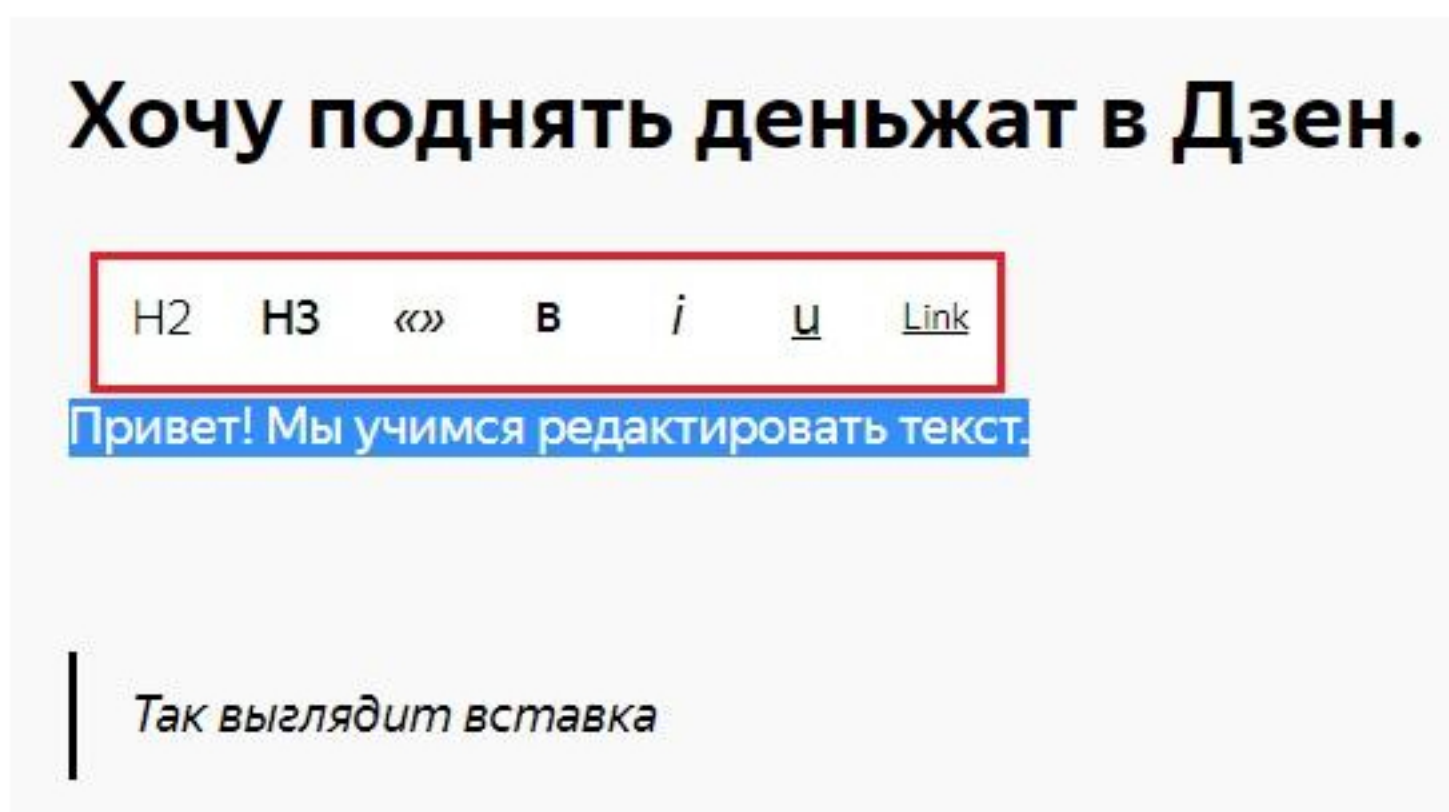 Хочу поднять деньжат в Дзен.
H2 H3 «» B i u Link
Привет! Мы учимся редактировать текст.
Так выглядит вставка